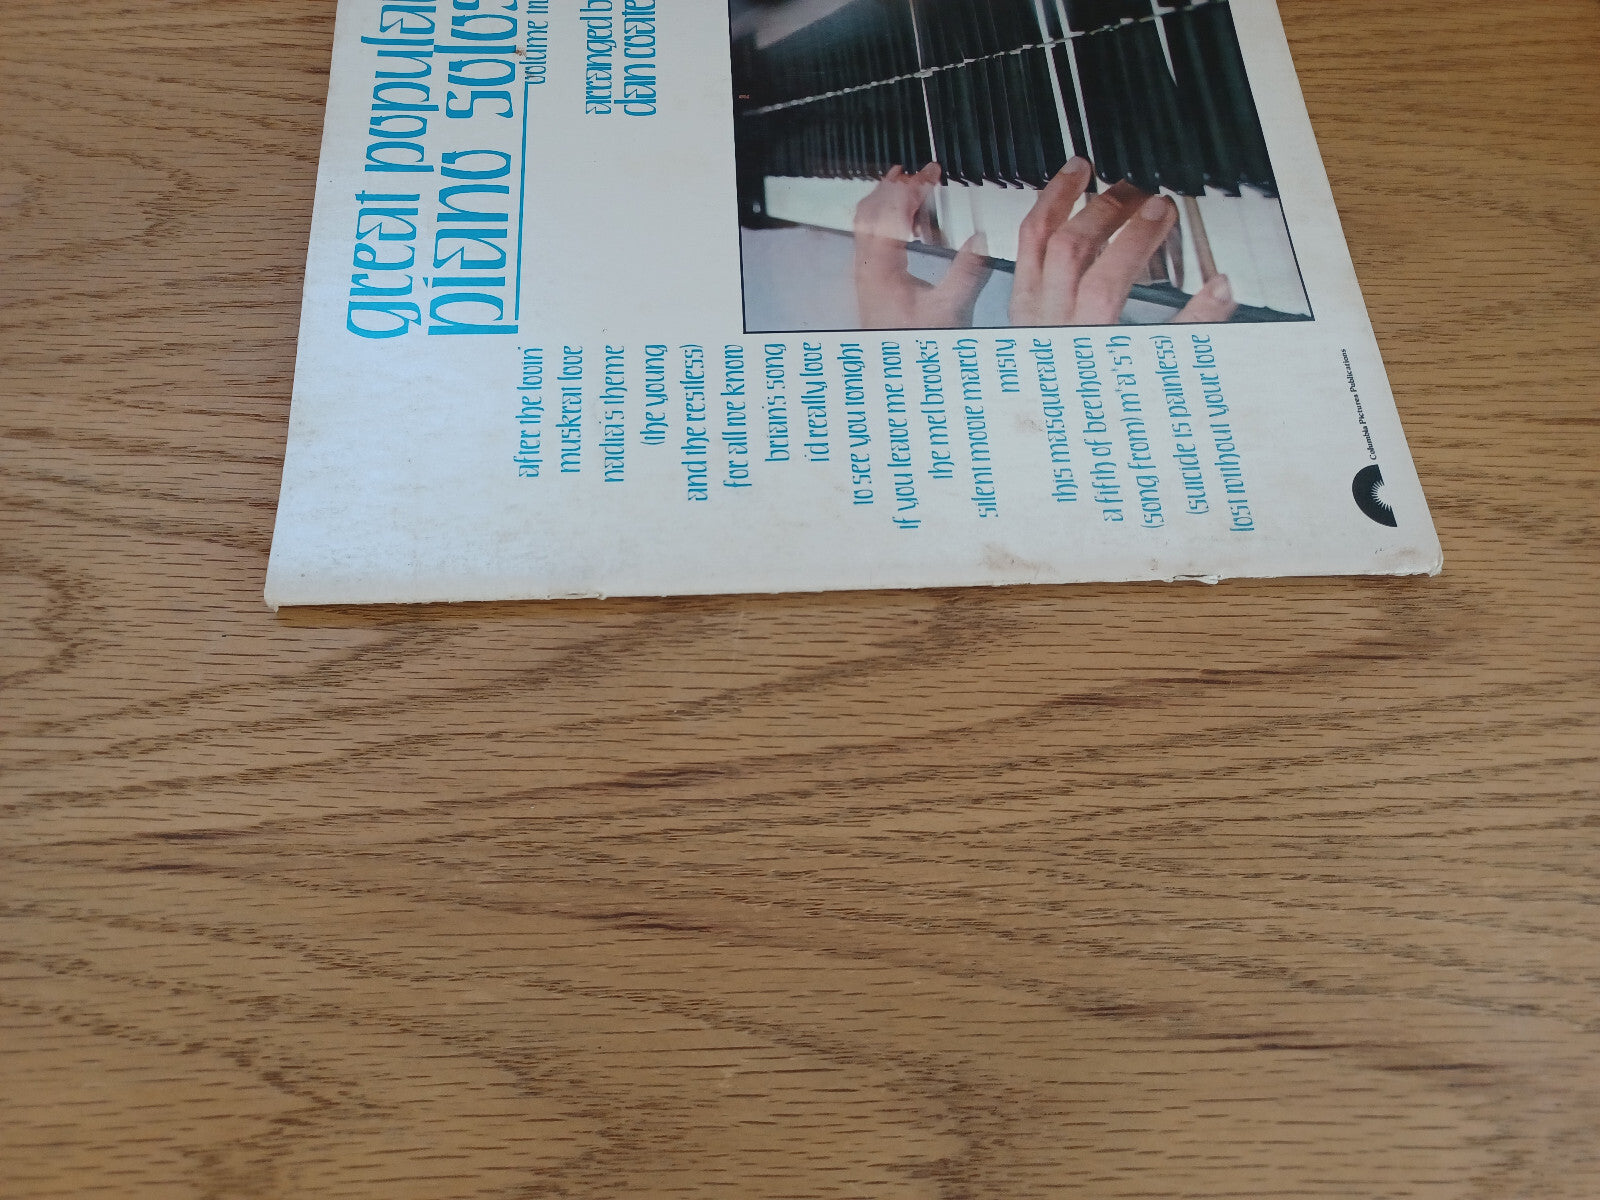 great popula
piano solos
volume
arranged b
dan coate
after the lovin'
muskrat love
nadia's theme
(the young
and the restless)
for all we know
brian's song
i'd really love
to see you tonight
if you leave me now
the mel brooks'
silent movie march
misty
this masquerade
a fifth of beethoven
(song from m*a*s*h
(suicide is painless)
lost without your love
Columbia Pictures Publications